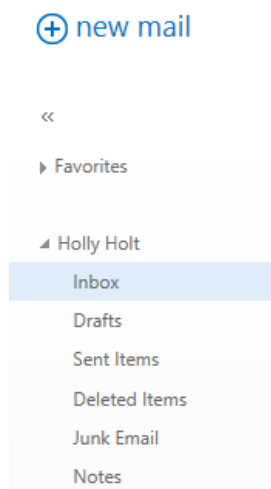 new mail
«
Favorites
Holly Holt
Inbox
Drafts
Sent Items
Deleted Items
Junk Email
Notes